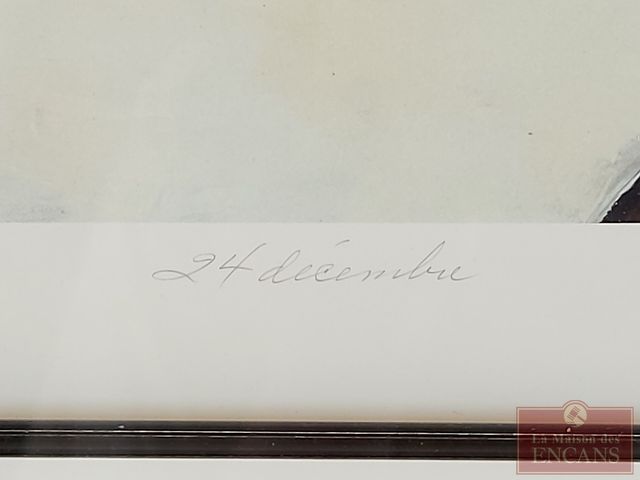 24 décembre
La Maison des
ENCANS